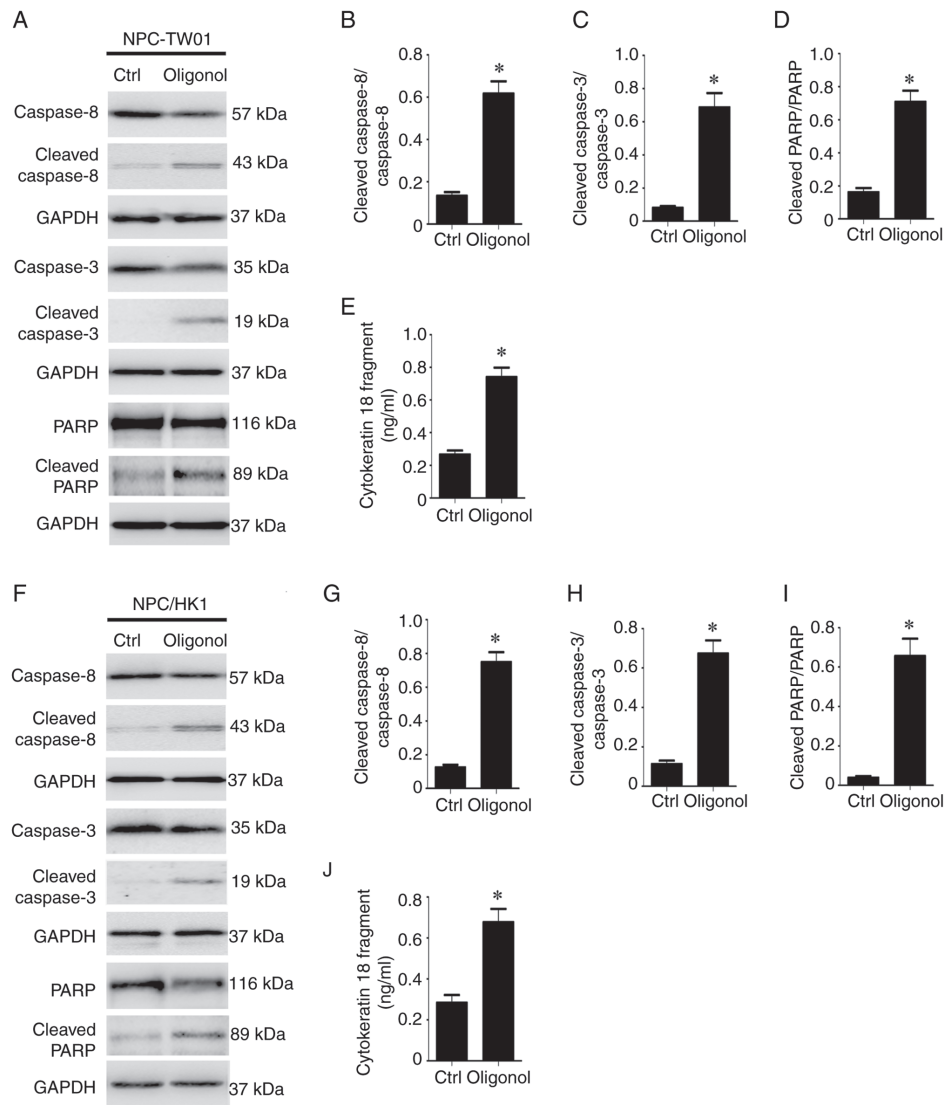 A
NPC-TW01
Ctrl Oligonol
Caspase-8 57 kDa
Cleaved
caspase-8
43 kDa
GAPDH 37 kDa
Caspase-3 35 kDa
Cleaved
caspase-3
19 kDa
GAPDH 37 kDa
PARP 116 kDa
Cleaved
PARP
89 kDa
GAPDH 37 kDa
B
Cleaved caspase-8/
caspase-8
0.8
0.6
0.4
0.2
0
*
Ctrl Oligonol
C
Cleaved caspase-3/
caspase-3
1.0
0.8
0.6
0.4
0.2
0
*
Ctrl Oligonol
D
Cleaved PARP/PARP
1.0
0.8
0.6
0.4
0.2
0
*
Ctrl Oligonol
E
Cytokeratin 18 fragment
(ng/ml)
1.0
0.8
0.6
0.4
0.2
0
*
Ctrl Oligonol
F
NPC/HK1
Ctrl Oligonol
Caspase-8 57 kDa
Cleaved
caspase-8
43 kDa
GAPDH 37 kDa
Caspase-3 35 kDa
Cleaved
caspase-3
19 kDa
GAPDH 37 kDa
PARP 116 kDa
Cleaved
PARP
89 kDa
GAPDH 37 kDa
G
Cleaved caspase-8/
caspase-8
1.0
0.8
0.6
0.4
0.2
0
*
Ctrl Oligonol
H
Cleaved caspase-3/
caspase-3
0.8
0.6
0.4
0.2
0
*
Ctrl Oligonol
I
Cleaved PARP/PARP
0.8
0.6
0.4
0.2
0
*
Ctrl Oligonol
J
Cytokeratin 18 fragment
(ng/ml)
0.8
0.6
0.4
0.2
0
*
Ctrl Oligonol